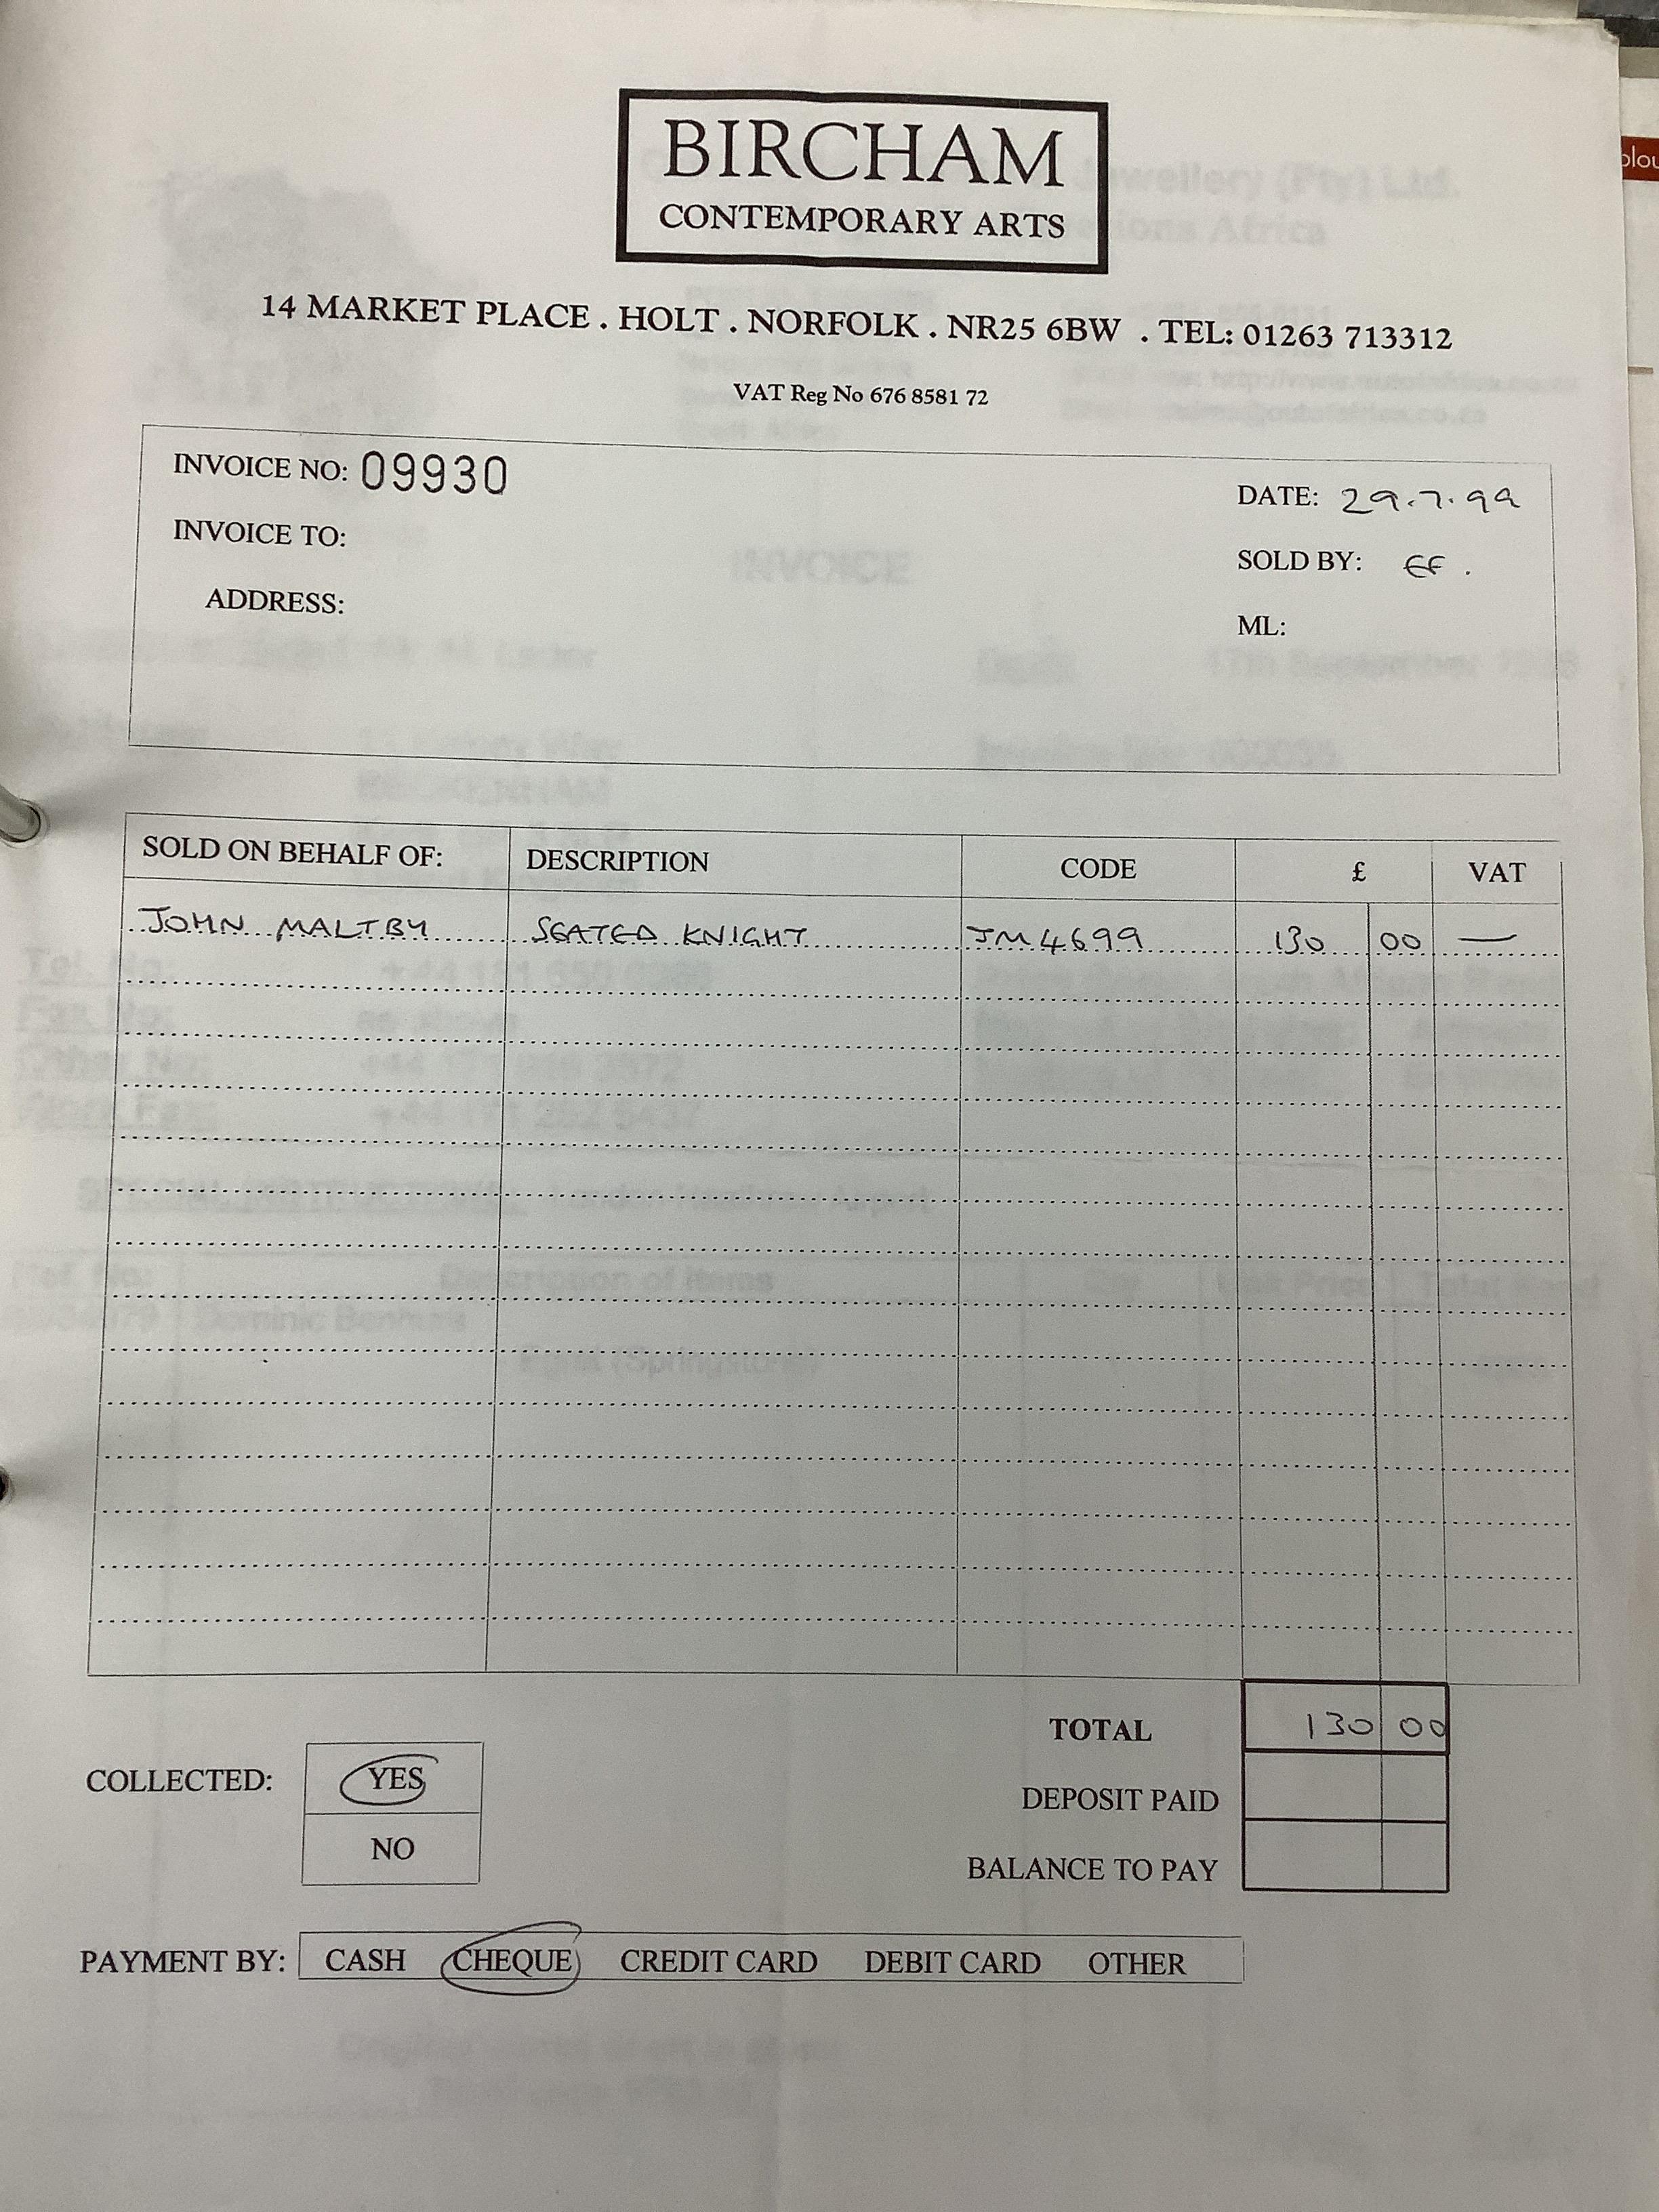 BIRCHAM
CONTEMPORARY ARTS
14 MARKET PLACE . HOLT . NORFOLK . NR25 6BW . TEL: 01263 713312
VAT Reg No 676 8581 72
INVOICE NO: 09930
DATE: 29.7.99
INVOICE TO:
SOLD BY: EF.
ADDRESS:
ML:
SOLD ON BEHALF OF: DESCRIPTION CODE £ VAT
JOHN MALTBY SEATED KNIGHT JM4699 130 00 —
TOTAL 130 00
COLLECTED: YES
DEPOSIT PAID
NO
BALANCE TO PAY
PAYMENT BY: CASH CHEQUE CREDIT CARD DEBIT CARD OTHER